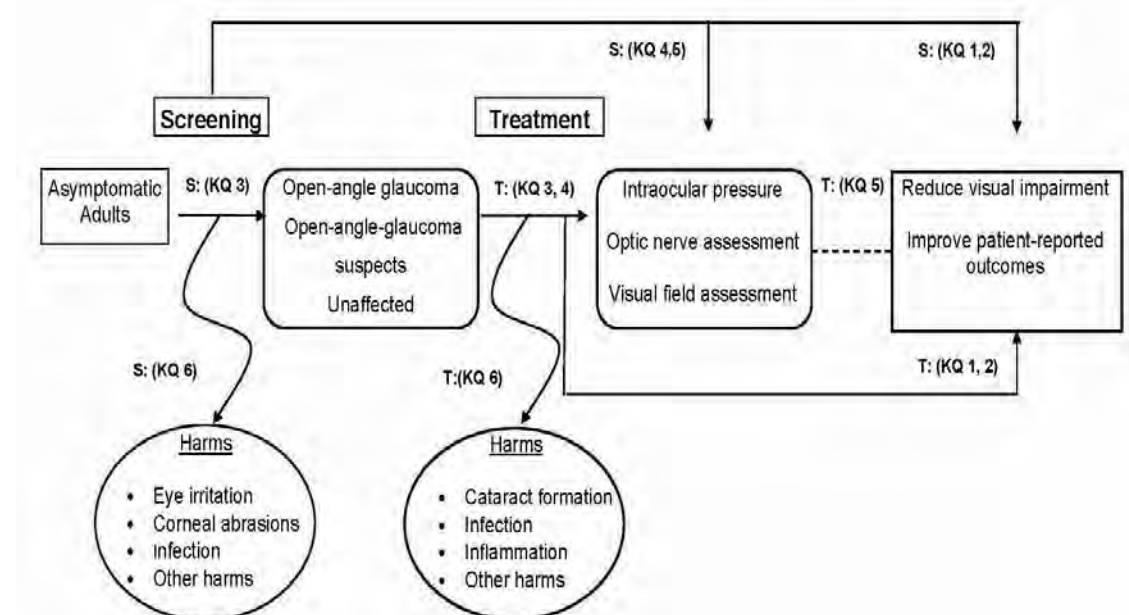 S: (KQ 4,5)
S: (KQ 1,2)
Screening
Treatment
Asymptomatic
Adults
S: (KQ 3)
Open-angle glaucoma
Open-angle-glaucoma
suspects
Unaffected
T: (KQ 3, 4)
Intraocular pressure
Optic nerve assessment
Visual field assessment
T: (KQ 5)
Reduce visual impairment
Improve patient-reported
outcomes
S: (KQ 6)
T:(KQ 6)
T: (KQ 1, 2)
Harms
• Eye irritation
• Corneal abrasions
• Infection
• Other harms
Harms
• Cataract formation
• Infection
• Inflammation
• Other harms